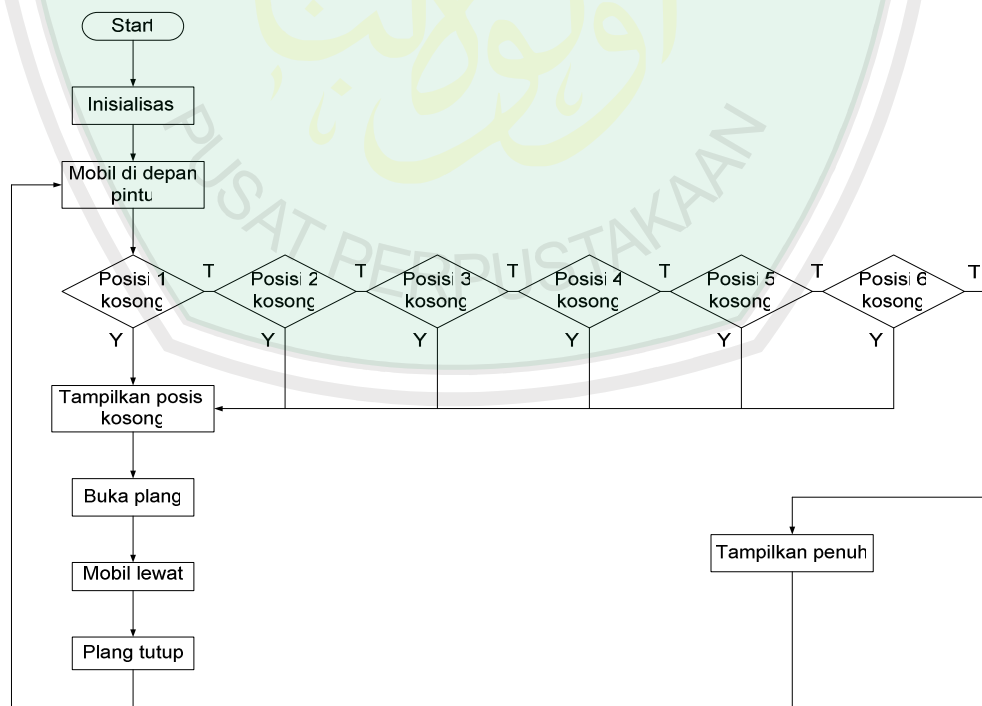 Start
Inisialisas
Mobil di depan
pintu
Posisi 1
kosong
T
Posisi 2
kosong
T
Posisi 3
kosong
T
Posisi 4
kosong
T
Posisi 5
kosong
T
Posisi 6
kosong
T
Y
Y
Y
Y
Y
Y
Tampilkan posis
kosong
Buka plang
Mobil lewat
Plang tutup
Tampilkan penuh
PUSAT PERPUSTAKAAN